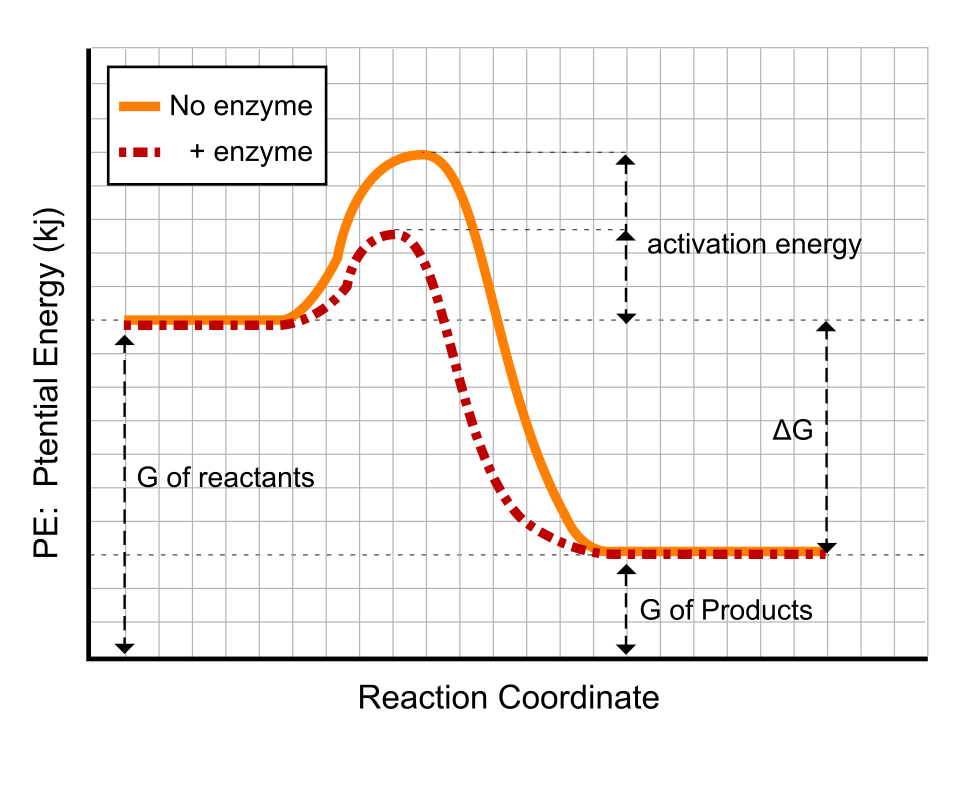 No enzyme
+ enzyme
activation energy
PE:  Ptential Energy (kj)
ΔG
G of reactants
G of Products
Reaction Coordinate